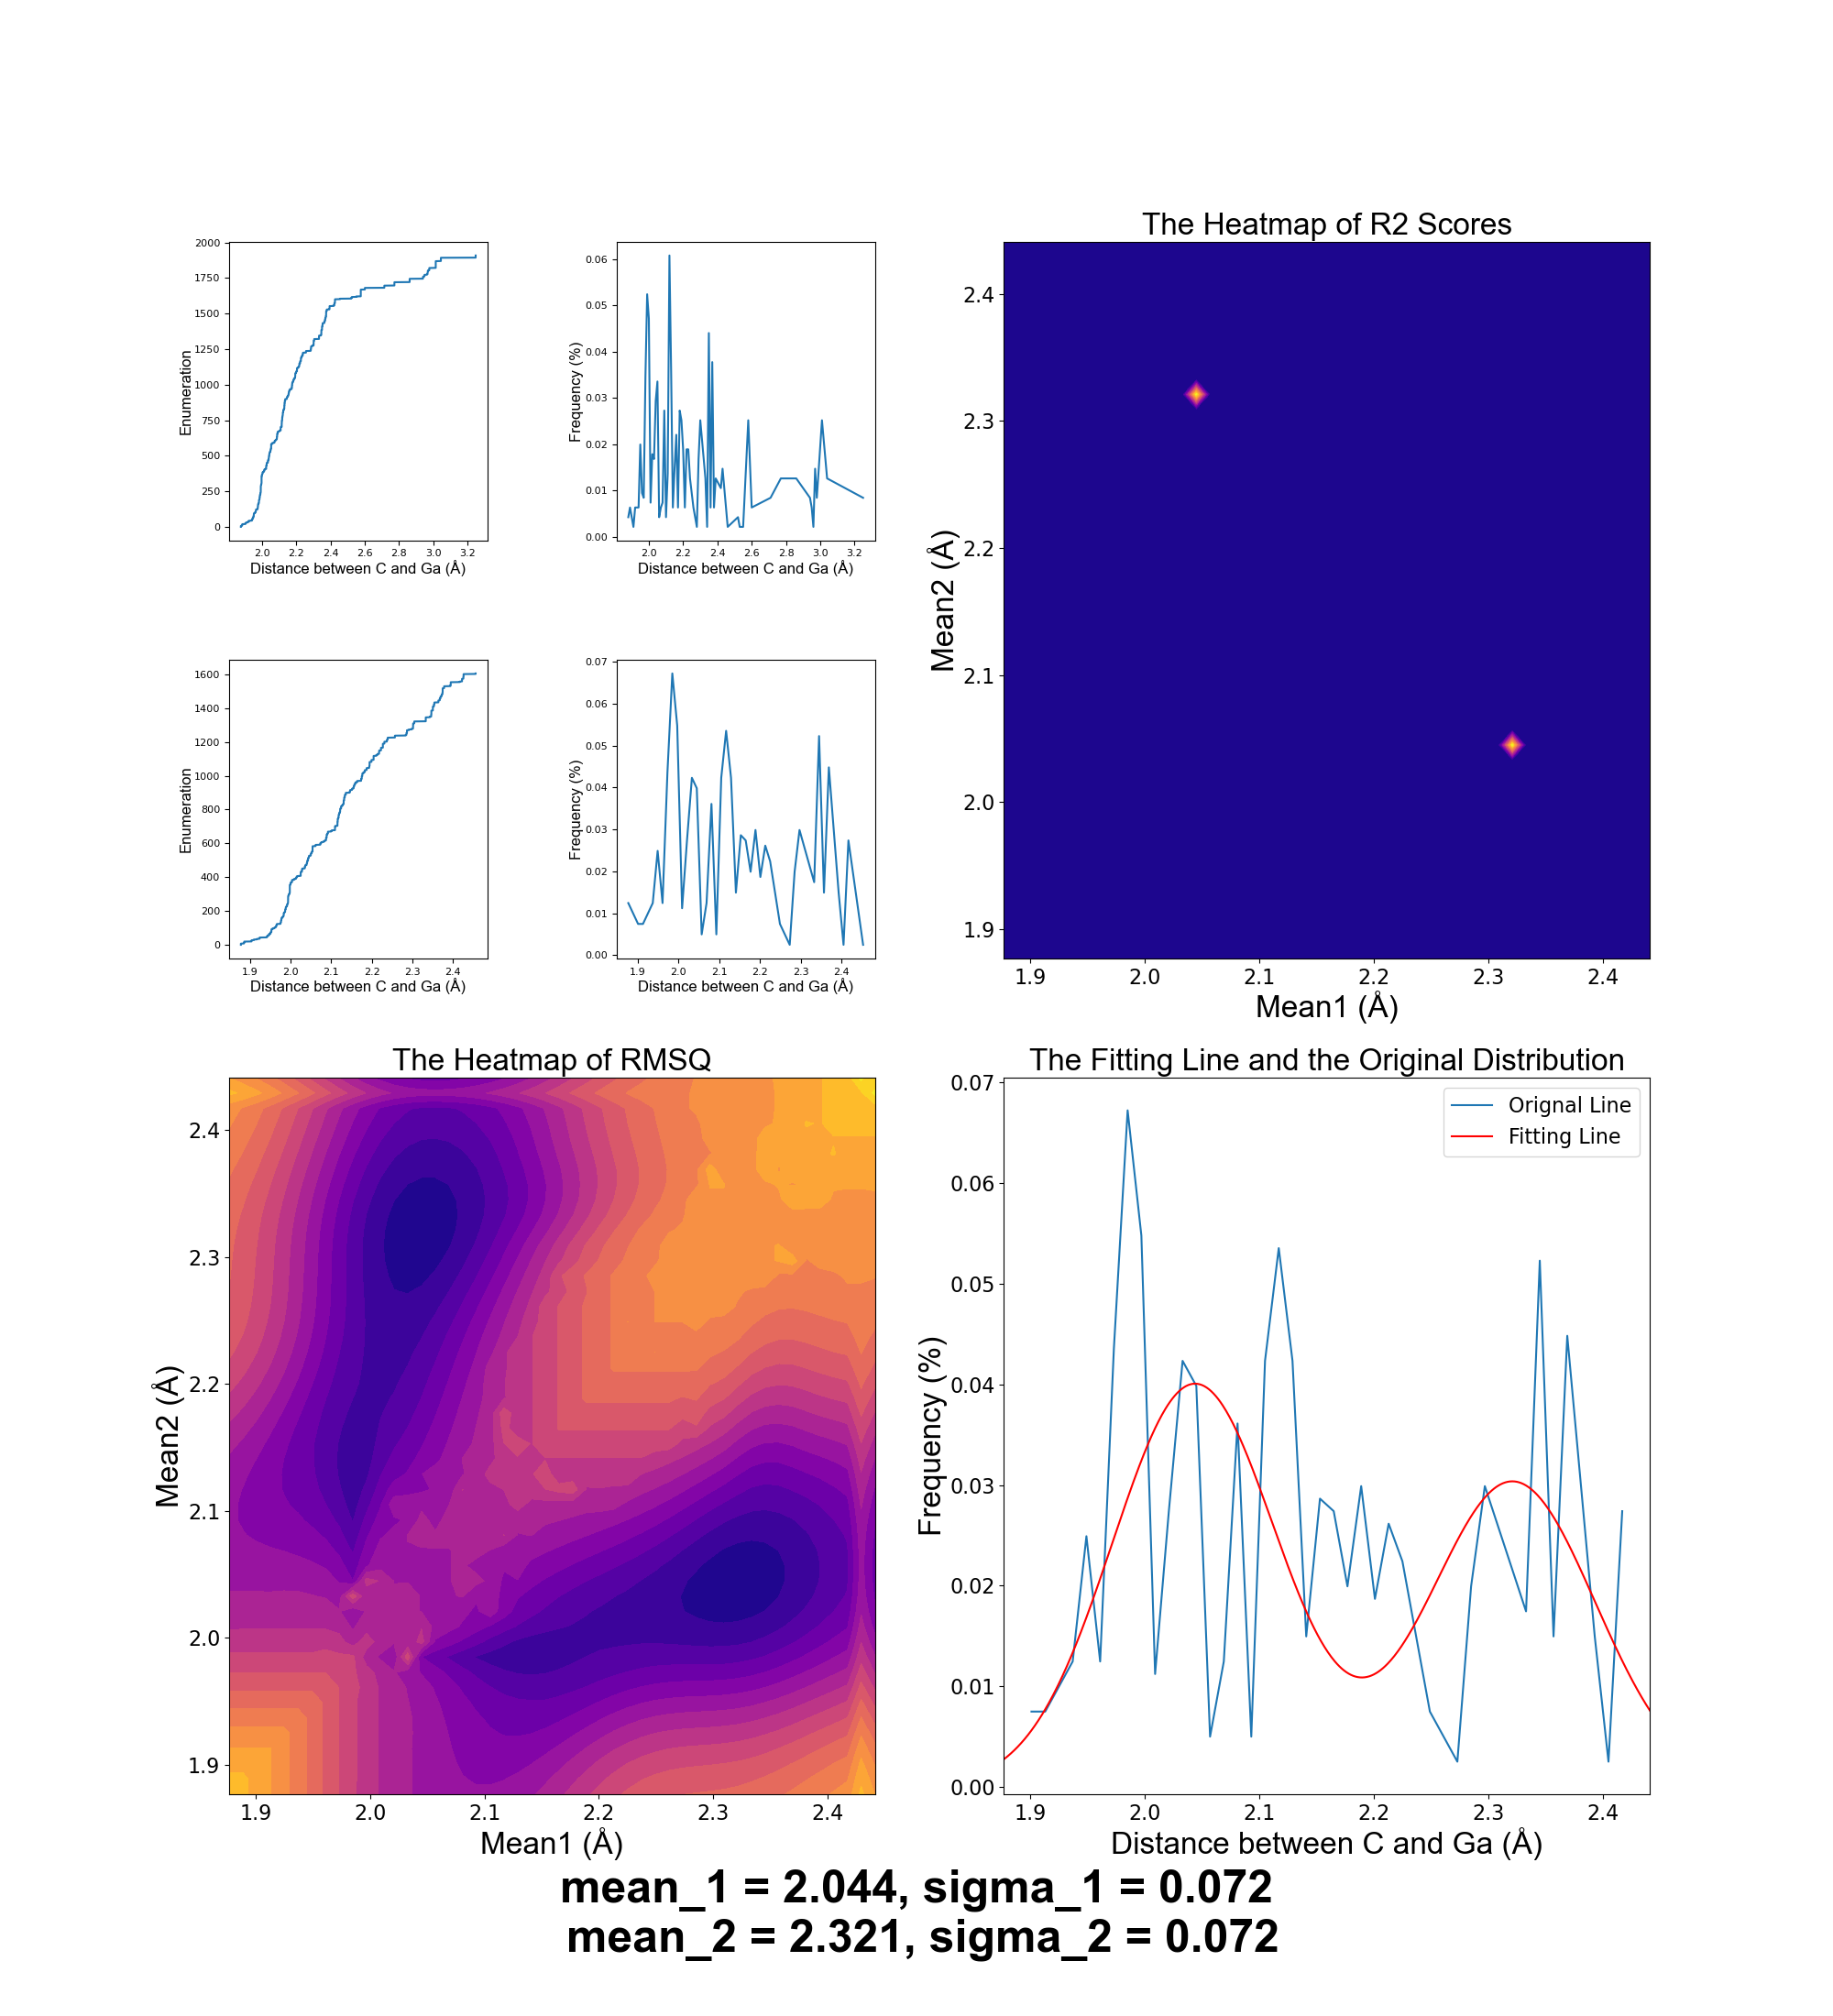 2000
1750
1500
1250
1000
750
500
250
0
Enumeration
2.0 2.2 2.4 2.6 2.8 3.0 3.2
Distance between C and Ga (Å)
0.06
0.05
0.04
0.03
0.02
0.01
0.00
Frequency (%)
2.0 2.2 2.4 2.6 2.8 3.0 3.2
Distance between C and Ga (Å)
1600
1400
1200
1000
800
600
400
200
0
Enumeration
1.9 2.0 2.1 2.2 2.3 2.4
Distance between C and Ga (Å)
0.07
0.06
0.05
0.04
0.03
0.02
0.01
0.00
Frequency (%)
1.9 2.0 2.1 2.2 2.3 2.4
Distance between C and Ga (Å)
The Heatmap of R2 Scores
2.4
2.3
2.2
2.1
2.0
1.9
Mean2 (Å)
1.9 2.0 2.1 2.2 2.3 2.4
Mean1 (Å)
The Heatmap of RMSQ
2.4
2.3
2.2
2.1
2.0
1.9
Mean2 (Å)
1.9 2.0 2.1 2.2 2.3 2.4
Mean1 (Å)
The Fitting Line and the Original Distribution
Orignal Line
Fitting Line
0.07
0.06
0.05
0.04
0.03
0.02
0.01
0.00
Frequency (%)
1.9 2.0 2.1 2.2 2.3 2.4
Distance between C and Ga (Å)
mean_1 = 2.044, sigma_1 = 0.072
mean_2 = 2.321, sigma_2 = 0.072